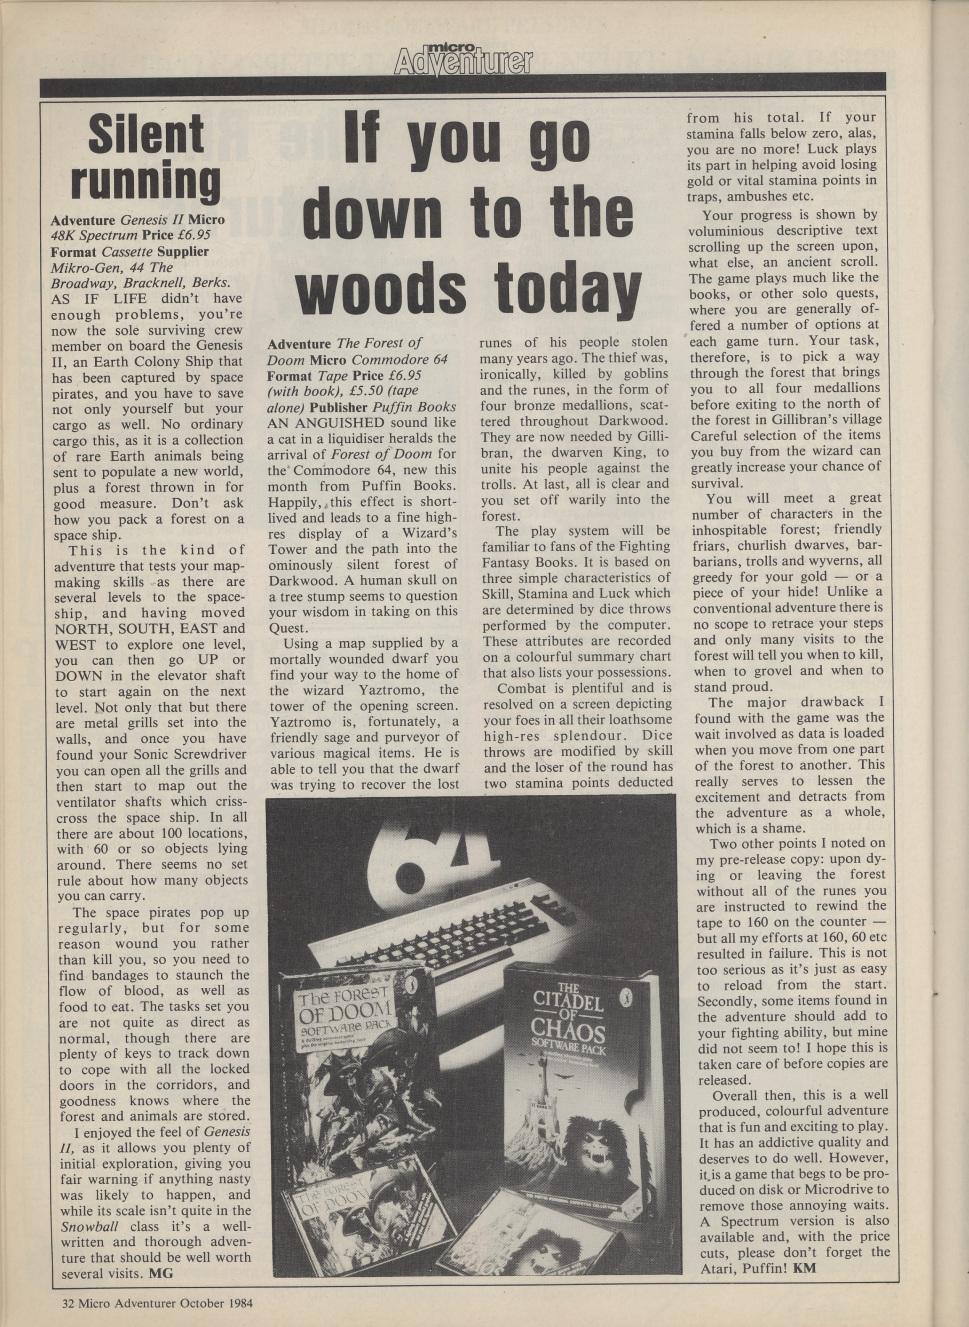 micro
Adventurer
Silent
running
Adventure Genesis II Micro
48K Spectrum Price £6.95
Format Cassette Supplier
Mikro-Gen, 44 The
Broadway, Bracknell, Berks.
AS IF LIFE didn't have
enough problems, you're
now the sole surviving crew
member on board the Genesis
II, an Earth Colony Ship that
has been captured by space
pirates, and you have to save
not only yourself but your
cargo as well. No ordinary
cargo this, as it is a collection
of rare Earth animals being
sent to populate a new world,
plus a forest thrown in for
good measure. Don't ask
how you pack a forest on a
space ship.
This is the kind of
adventure that tests your map-
making skills as there are
several levels to the space-
ship, and having moved
NORTH, SOUTH, EAST and
WEST to explore one level,
you can then go UP or
DOWN in the elevator shaft
to start again on the next
level. Not only that but there
are metal grills set into the
walls, and once you have
found your Sonic Screwdriver
you can open all the grills and
then start to map out the
ventilator shafts which criss-
cross the space ship. In all
there are about 100 locations,
with 60 or so objects lying
around. There seems no set
rule about how many objects
you can carry.
The space pirates pop up
regularly, but for some
reason wound you rather
than kill you, so you need to
find bandages to staunch the
flow of blood, as well as
food to eat. The tasks set you
are not quite as direct as
normal, though there are
plenty of keys to track down
to cope with all the locked
doors in the corridors, and
goodness knows where the
forest and animals are stored.
I enjoyed the feel of Genesis
II, as it allows you plenty of
initial exploration, giving you
fair warning if anything nasty
was likely to happen, and
while its scale isn't quite in the
Snowball class it's a well-
written and thorough adven-
ture that should be well worth
several visits. MG
If you go
down to the
woods today
Adventure The Forest of
Doom Micro Commodore 64
Format Tape Price £6.95
(with book), £5.50 (tape
alone) Publisher Puffin Books
AN ANGUISHED sound like
a cat in a liquidiser heralds the
arrival of Forest of Doom for
the Commodore 64, new this
month from Puffin Books.
Happily, this effect is short-
lived and leads to a fine high-
res display of a Wizard's
Tower and the path into the
ominously silent forest of
Darkwood. A human skull on
a tree stump seems to question
your wisdom in taking on this
Quest.
Using a map supplied by a
mortally wounded dwarf you
find your way to the home of
the wizard Yaztromo, the
tower of the opening screen.
Yaztromo is, fortunately, a
friendly sage and purveyor of
various magical items. He is
able to tell you that the dwarf
was trying to recover the lost
runes of his people stolen
many years ago. The thief was,
ironically, killed by goblins
and the runes, in the form of
four bronze medallions, scat-
tered throughout Darkwood.
They are now needed by Gilli-
bran, the dwarven King, to
unite his people against the
trolls. At last, all is clear and
you set off warily into the
forest.
The play system will be
familiar to fans of the Fighting
Fantasy Books. It is based on
three simple characteristics of
Skill, Stamina and Luck which
are determined by dice throws
performed by the computer.
These attributes are recorded
on a colourful summary chart
that also lists your possessions.
Combat is plentiful and is
resolved on a screen depicting
your foes in all their loathsome
high-res splendour. Dice
throws are modified by skill
and the loser of the round has
two stamina points deducted
from his total. If your
stamina falls below zero, alas,
you are no more! Luck plays
its part in helping avoid losing
gold or vital stamina points in
traps, ambushes etc.
Your progress is shown by
voluminious descriptive text
scrolling up the screen upon,
what else, an ancient scroll.
The game plays much like the
books, or other solo quests,
where you are generally of-
fered a number of options at
each game turn. Your task,
therefore, is to pick a way
through the forest that brings
you to all four medallions
before exiting to the north of
the forest in Gillibran's village
Careful selection of the items
you buy from the wizard can
greatly increase your chance of
survival.
You will meet a great
number of characters in the
inhospitable forest; friendly
friars, churlish dwarves, bar-
barians, trolls and wyverns, all
greedy for your gold — or a
piece of your hide! Unlike a
conventional adventure there is
no scope to retrace your steps
and only many visits to the
forest will tell you when to kill,
when to grovel and when to
stand proud.
The major drawback I
found with the game was the
wait involved as data is loaded
when you move from one part
of the forest to another. This
really serves to lessen the
excitement and detracts from
the adventure as a whole,
which is a shame.
Two other points I noted on
my pre-release copy: upon dy-
ing or leaving the forest
without all of the runes you
are instructed to rewind the
tape to 160 on the counter —
but all my efforts at 160, 60 etc
resulted in failure. This is not
too serious as it's just as easy
to reload from the start.
Secondly, some items found in
the adventure should add to
your fighting ability, but mine
did not seem to! I hope this is
taken care of before copies are
released.
Overall then, this is a well
produced, colourful adventure
that is fun and exciting to play.
It has an addictive quality and
deserves to do well. However,
it is a game that begs to be pro-
duced on disk or Microdrive to
remove those annoying waits.
A Spectrum version is also
available and, with the price
cuts, please don't forget the
Atari, Puffin! KM
64
THE FOREST
OF DOOM
SOFTWARE PACK
THE
CITADEL
OF
CHAOS
SOFTWARE PACK
THE FOREST
OF DOOM
CHAOS
32 Micro Adventurer October 1984